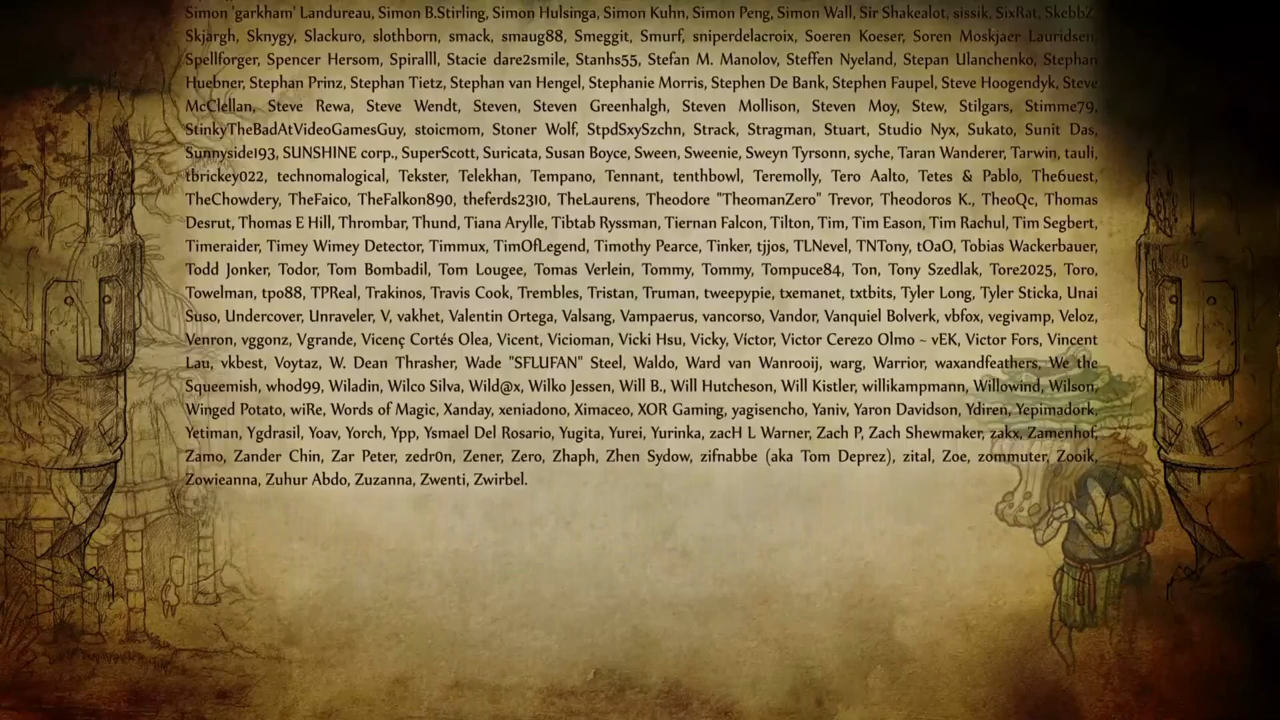 Simon 'garkham' Landureau, Simon B.Stirling, Simon Hulsinga, Simon Kuhn, Simon Peng, Simon Wall, Sir Shakealot, sissik, SixRat, SkebbZ,
Skjargh, Sknygy, Slackuro, slothborn, smack, smaug88, Smeggit, Smurf, sniperdelacroix, Soeren Koeser, Soren Moskjaer Lauridsen,
Spellforger, Spencer Hersom, Spiralll, Stacie dare2smile, Stanhs55, Stefan M. Manolov, Steffen Nyeland, Stepan Ulanchenko, Stephan
Huebner, Stephan Prinz, Stephan Tietz, Stephan van Hengel, Stephanie Morris, Stephen De Bank, Stephen Faupel, Steve Hoogendyk, Steve
McClellan, Steve Rewa, Steve Wendt, Steven, Steven Greenhalgh, Steven Mollison, Steven Moy, Stew, Stilgars, Stimme79,
StinkyTheBadAtVideoGamesGuy, stoicmom, Stoner Wolf, StpdSxySzchn, Strack, Stragman, Stuart, Studio Nyx, Sukato, Sunit Das,
Sunnyside193, SUNSHINE corp., SuperScott, Suricata, Susan Boyce, Sween, Sweenie, Sweyn Tyrsonn, syche, Taran Wanderer, Tarwin, tauli,
tbrickey022, technomalogical, Tekster, Telekhan, Tempano, Tennant, tenthbowl, Teremolly, Tero Aalto, Tetes & Pablo, The6uest,
TheChowdery, TheFaico, TheFalkon890, theferds2310, TheLaurens, Theodore "TheomanZero" Trevor, Theodoros K., TheoQc, Thomas
Desrut, Thomas E Hill, Thrombar, Thund, Tiana Arylle, Tibtab Ryssman, Tiernan Falcon, Tilton, Tim, Tim Eason, Tim Rachul, Tim Segbert,
Timeraider, Timey Wimey Detector, Timmux, TimOfLegend, Timothy Pearce, Tinker, tjjos, TLNevel, TNTony, tOaO, Tobias Wackerbauer,
Todd Jonker, Todor, Tom Bombadil, Tom Lougee, Tomas Verlein, Tommy, Tommy, Tompuce84, Ton, Tony Szedlak, Tore2025, Toro,
Towelman, tpo88, TPReal, Trakinos, Travis Cook, Trembles, Tristan, Truman, tweepypie, txemanet, txtbits, Tyler Long, Tyler Sticka, Unai
Suso, Undercover, Unraveler, V, vakhet, Valentin Ortega, Valsang, Vampaerus, vancorso, Vandor, Vanquiel Bolverk, vbfox, vegivamp, Veloz,
Venron, vggonz, Vgrande, Vicenç Cortés Olea, Vicent, Vicioman, Vicki Hsu, Vicky, Víctor, Victor Cerezo Olmo ~ vEK, Victor Fors, Vincent
Lau, vkbest, Voytaz, W. Dean Thrasher, Wade "SFLUFAN" Steel, Waldo, Ward van Wanrooij, warg, Warrior, waxandfeathers, We the
Squeemish, whod99, Wiladin, Wilco Silva, Wild@x, Wilko Jessen, Will B., Will Hutcheson, Will Kistler, willikampmann, Willowind, Wilson,
Winged Potato, wiRe, Words of Magic, Xanday, xeniadono, Ximaceo, XOR Gaming, yagisencho, Yaniv, Yaron Davidson, Ydiren, Yepimadork,
Yetiman, Ygdrasil, Yoav, Yorch, Ypp, Ysmael Del Rosario, Yugita, Yurei, Yurinka, zacH L Warner, Zach P, Zach Shewmaker, zakx, Zamenhof,
Zamo, Zander Chin, Zar Peter, zedr0n, Zener, Zero, Zhaph, Zhen Sydow, zifnabbe (aka Tom Deprez), zital, Zoe, zommuter, Zooik,
Zowieanna, Zuhur Abdo, Zuzanna, Zwenti, Zwirbel.